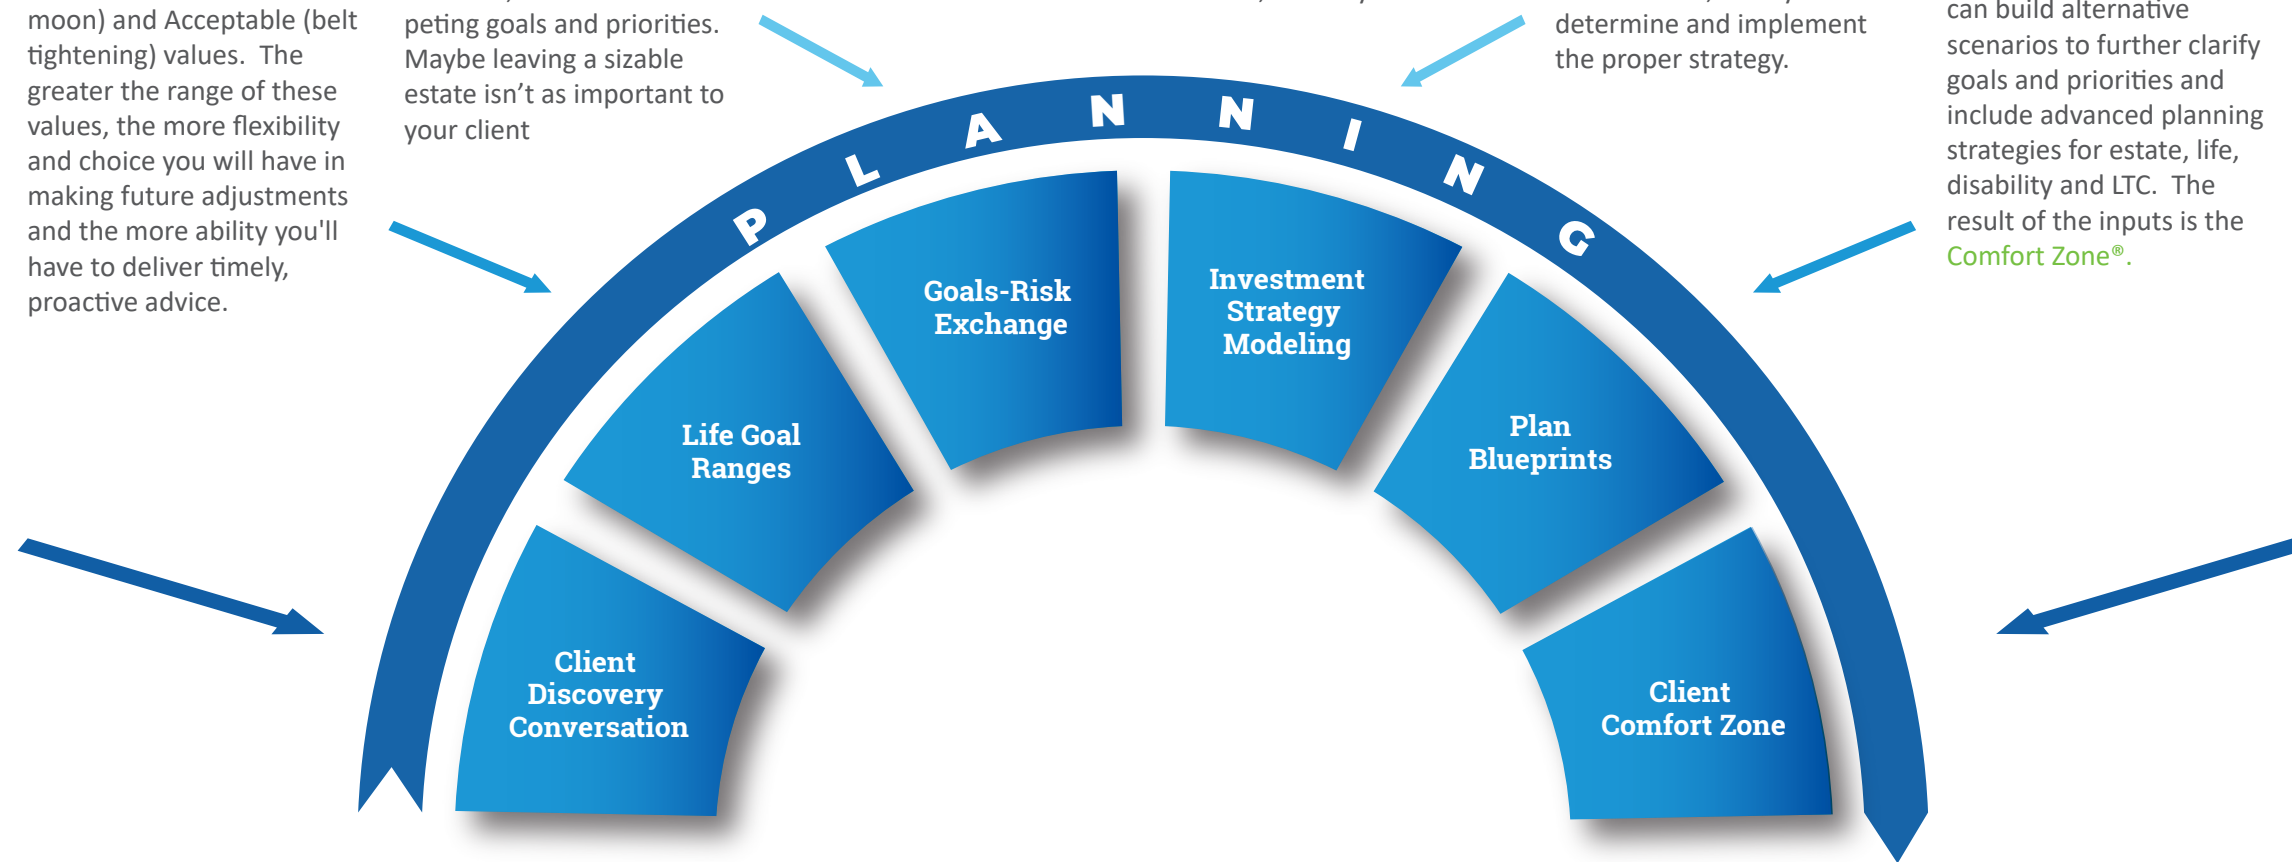 moon) and Acceptable (belt
tightening) values.  The
greater the range of these
values, the more flexibility
and choice you will have in
making future adjustments
and the more ability you'll
have to deliver timely,
proactive advice.
peting goals and priorities.
Maybe leaving a sizable
estate isn’t as important to
your client
determine and implement
the proper strategy.
can build alternative
scenarios to further clarify
goals and priorities and
include advanced planning
strategies for estate, life,
disability and LTC.  The
result of the inputs is the
Comfort Zone®.
PLANNING
Client
Discovery
Conversation
Life Goal
Ranges
Goals-Risk
Exchange
Investment
Strategy
Modeling
Plan
Blueprints
Client
Comfort Zone